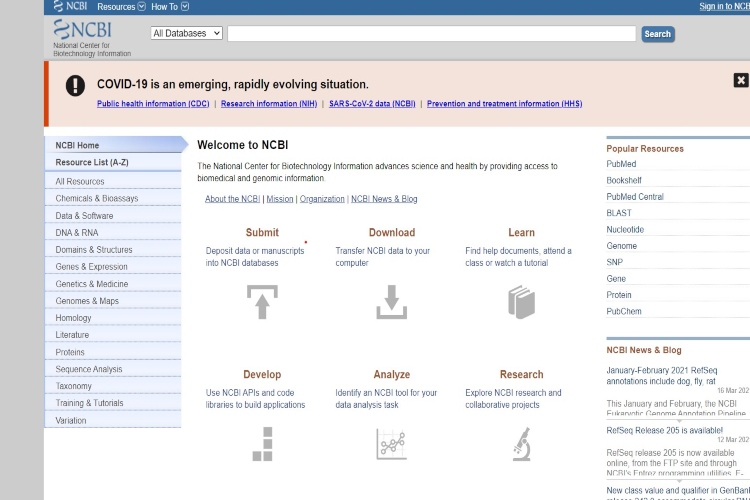 NCBI Resources How To Sign in to NCB
NCBI
National Center for
Biotechnology Information
All Databases
Search
COVID-19 is an emerging, rapidly evolving situation.
Public health information (CDC) | Research information (NIH) | SARS-CoV-2 data (NCBI) | Prevention and treatment information (HHS)
NCBI Home
Resource List (A-Z)
All Resources
Chemicals & Bioassays
Data & Software
DNA & RNA
Domains & Structures
Genes & Expression
Genetics & Medicine
Genomes & Maps
Homology
Literature
Proteins
Sequence Analysis
Taxonomy
Training & Tutorials
Variation
Welcome to NCBI
The National Center for Biotechnology Information advances science and health by providing access to
biomedical and genomic information.
About the NCBI | Mission | Organization | NCBI News & Blog
Submit
Deposit data or manuscripts
into NCBI databases
Download
Transfer NCBI data to your
computer
Learn
Find help documents, attend a
class or watch a tutorial
Develop
Use NCBI APIs and code
libraries to build applications
Analyze
Identify an NCBI tool for your
data analysis task
Research
Explore NCBI research and
collaborative projects
Popular Resources
PubMed
Bookshelf
PubMed Central
BLAST
Nucleotide
Genome
SNP
Gene
Protein
PubChem
NCBI News & Blog
January-February 2021 RefSeq
annotations include dog, fly, rat
16 Mar 202
This January and February, the NCBI
Eukaryotic Genome Annotation Pipeline
RefSeq Release 205 is available!
12 Mar 202
RefSeq release 205 is now available
online, from the FTP site and through
NCBI's Entrez programming utilities, E-
New class value and qualifier in GenBan